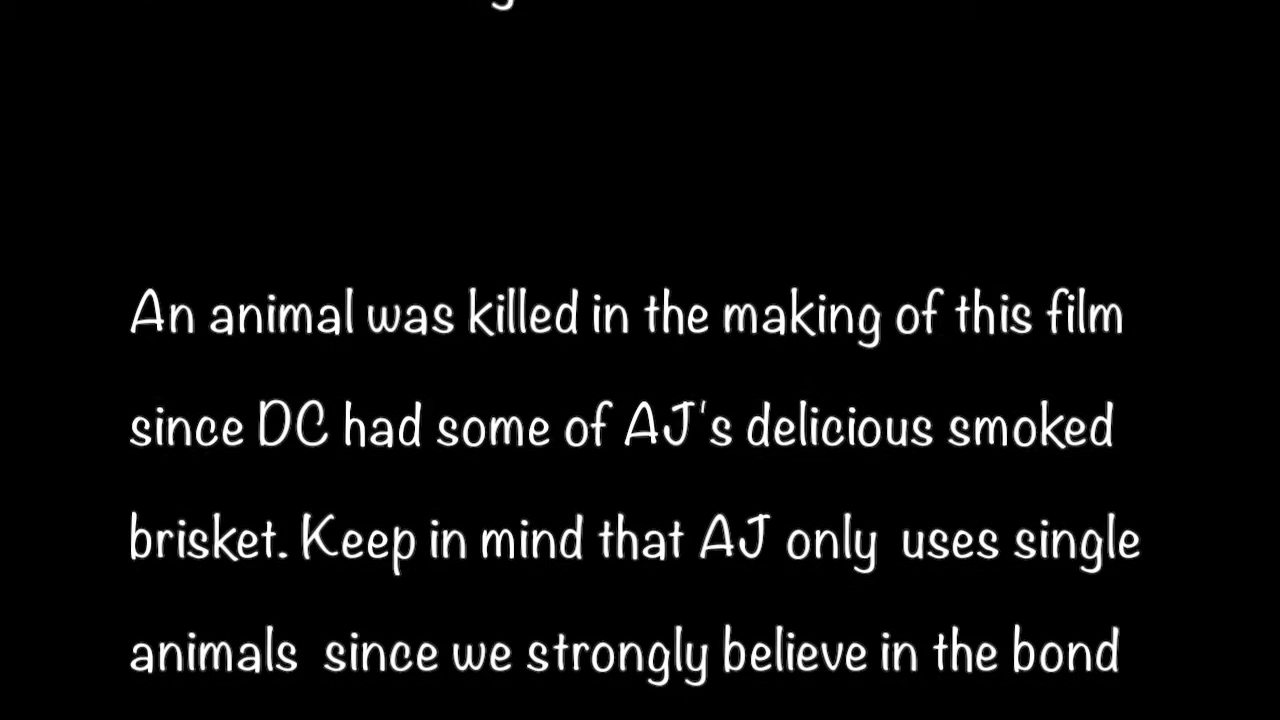 An animal was killed in the making of this film
since DC had some of AJ's delicious smoked
brisket. Keep in mind that AJ only  uses single
animals  since we strongly believe in the bond